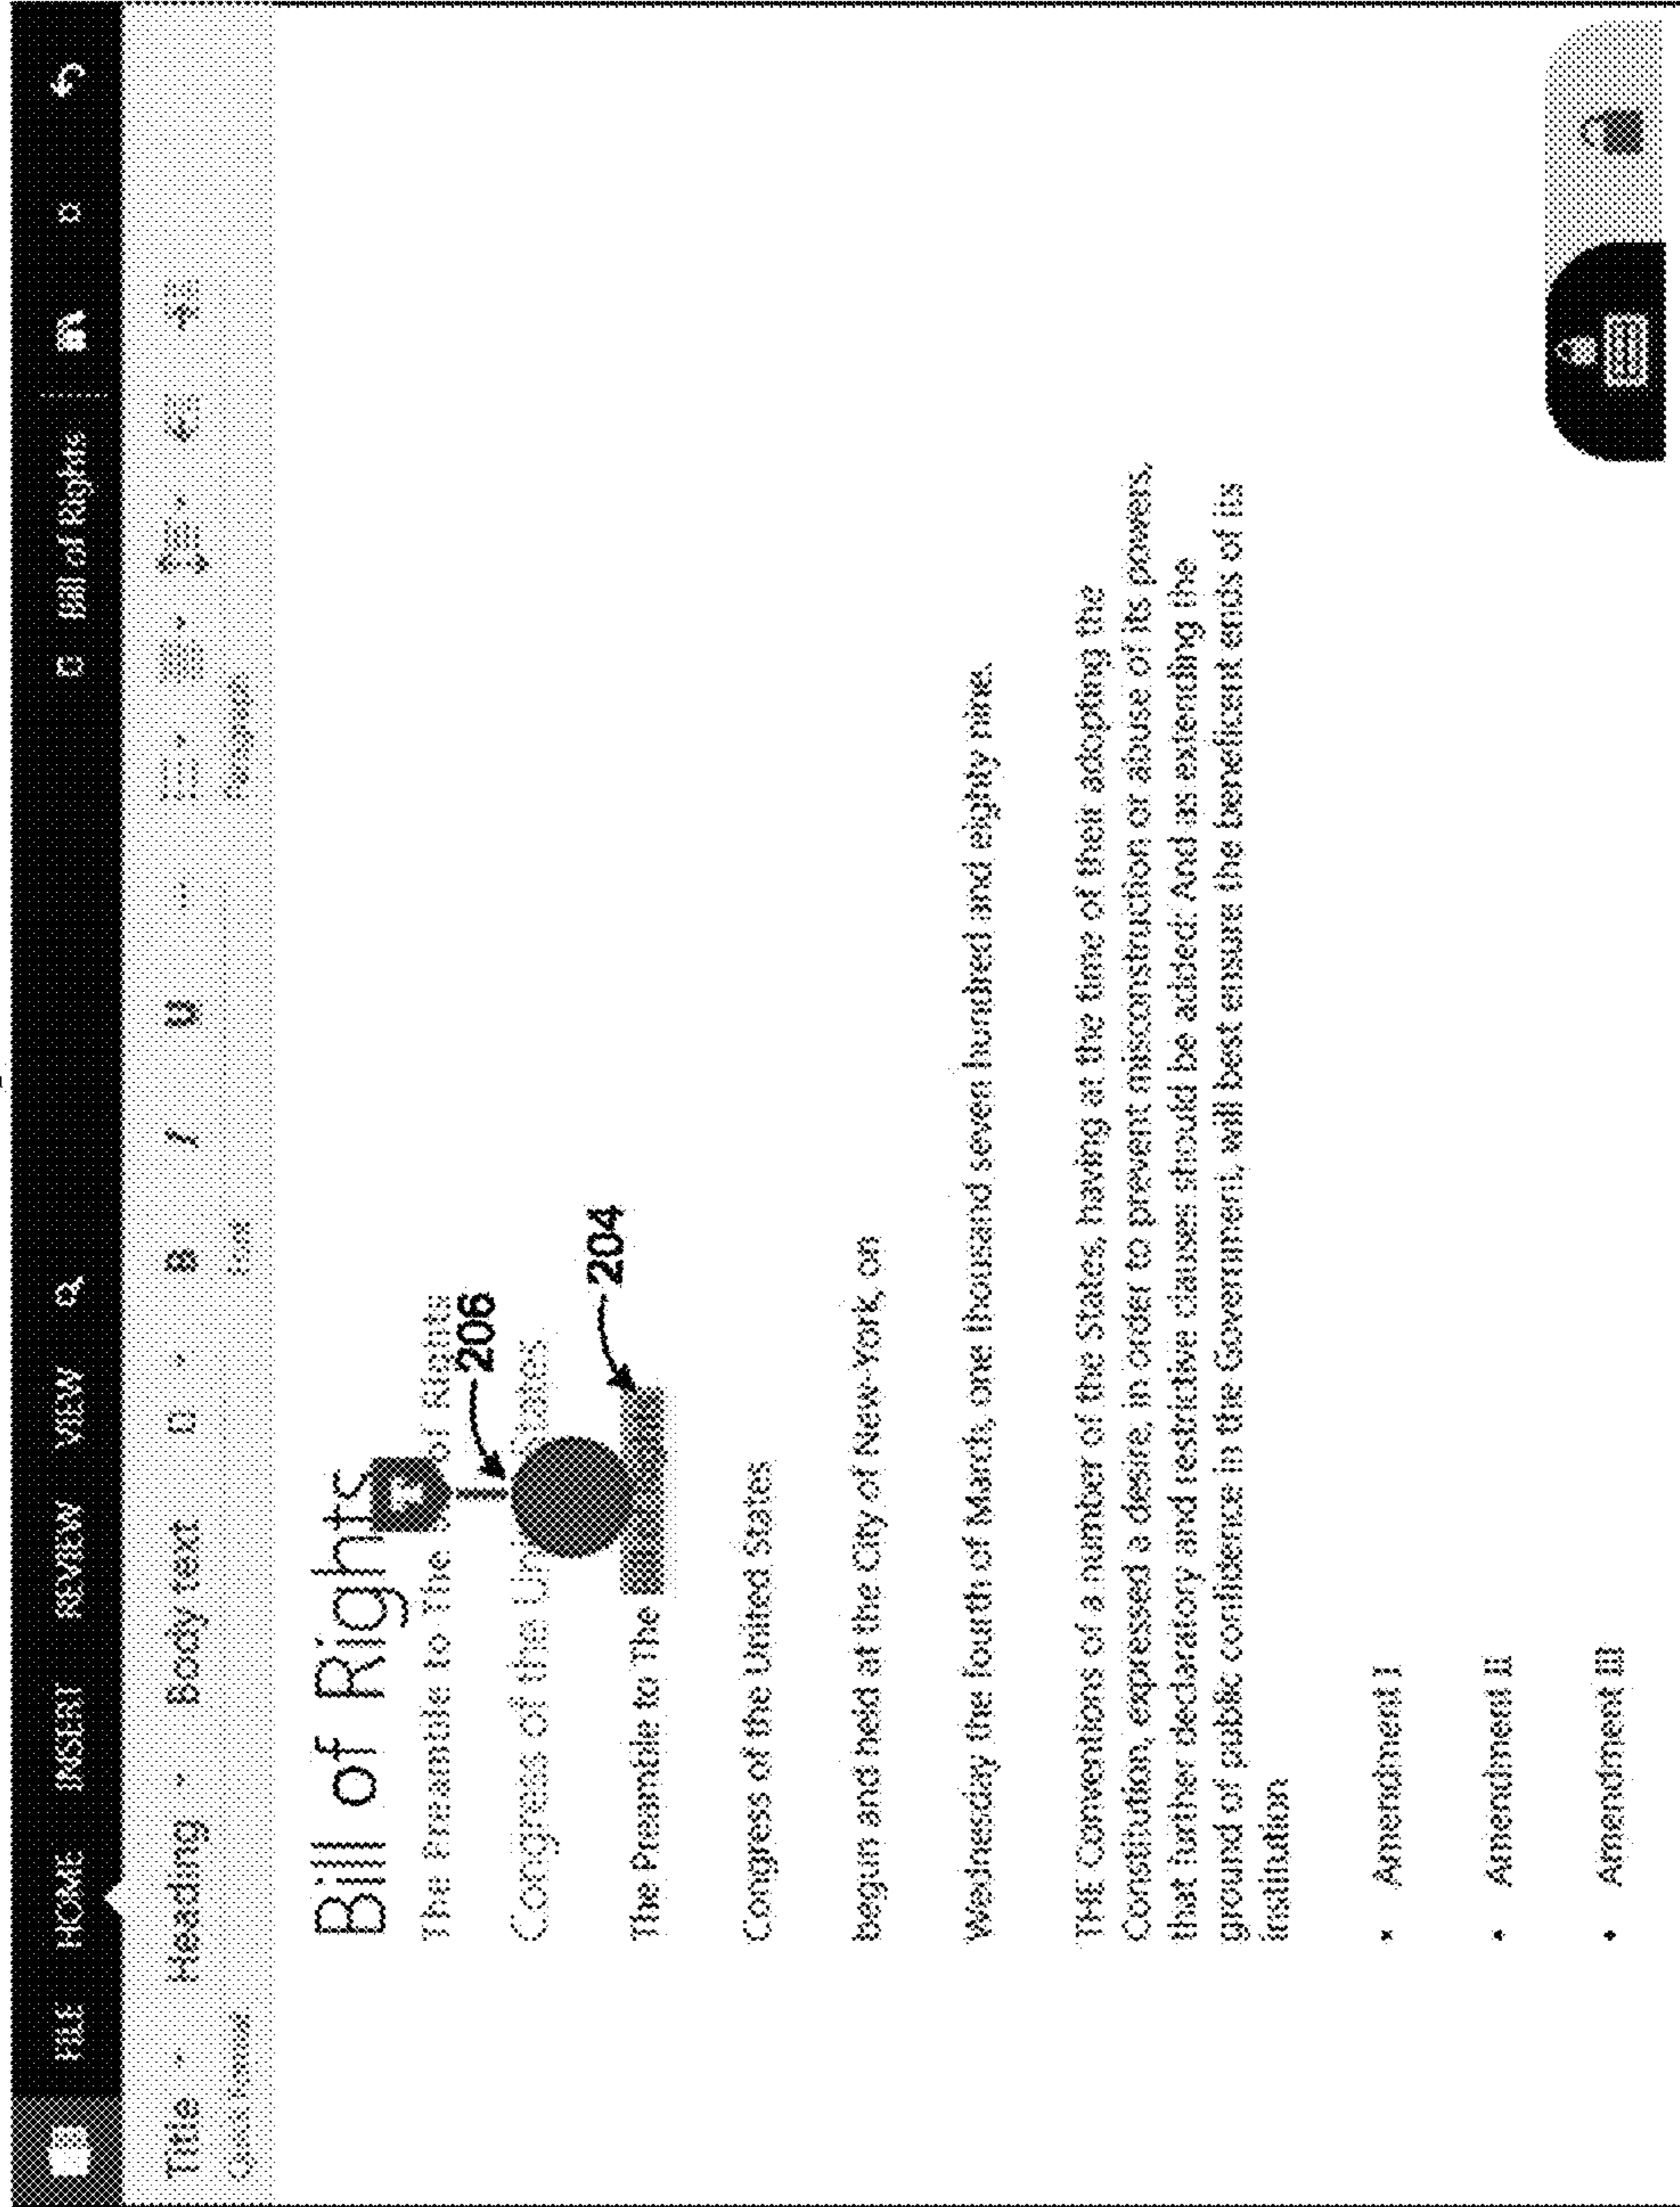 FILE HOME INSERT REVIEW VIEW Bill of Rights
Title Heading Body text B I U ...
Quick Format Text Paragraph
Bill of Rights
The Preamble to The of Rights
206
Congress of the Uni States
204
The Preamble to The
Congress of the United States
begun and held at the City of New-York, on
Wednesday the fourth of March, one thousand seven hundred and eighty nine.
THE Conventions of a number of the States, having at the time of their adopting the
Constitution, expressed a desire, in order to prevent misconstruction or abuse of its powers,
that further declaratory and restrictive clauses should be added: And as extending the
ground of public confidence in the Government, will best ensure the beneficent ends of its
institution
• Amendment I
• Amendment II
• Amendment III